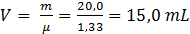 V = m/μ = 20,0/1,33 = 15,0 mL